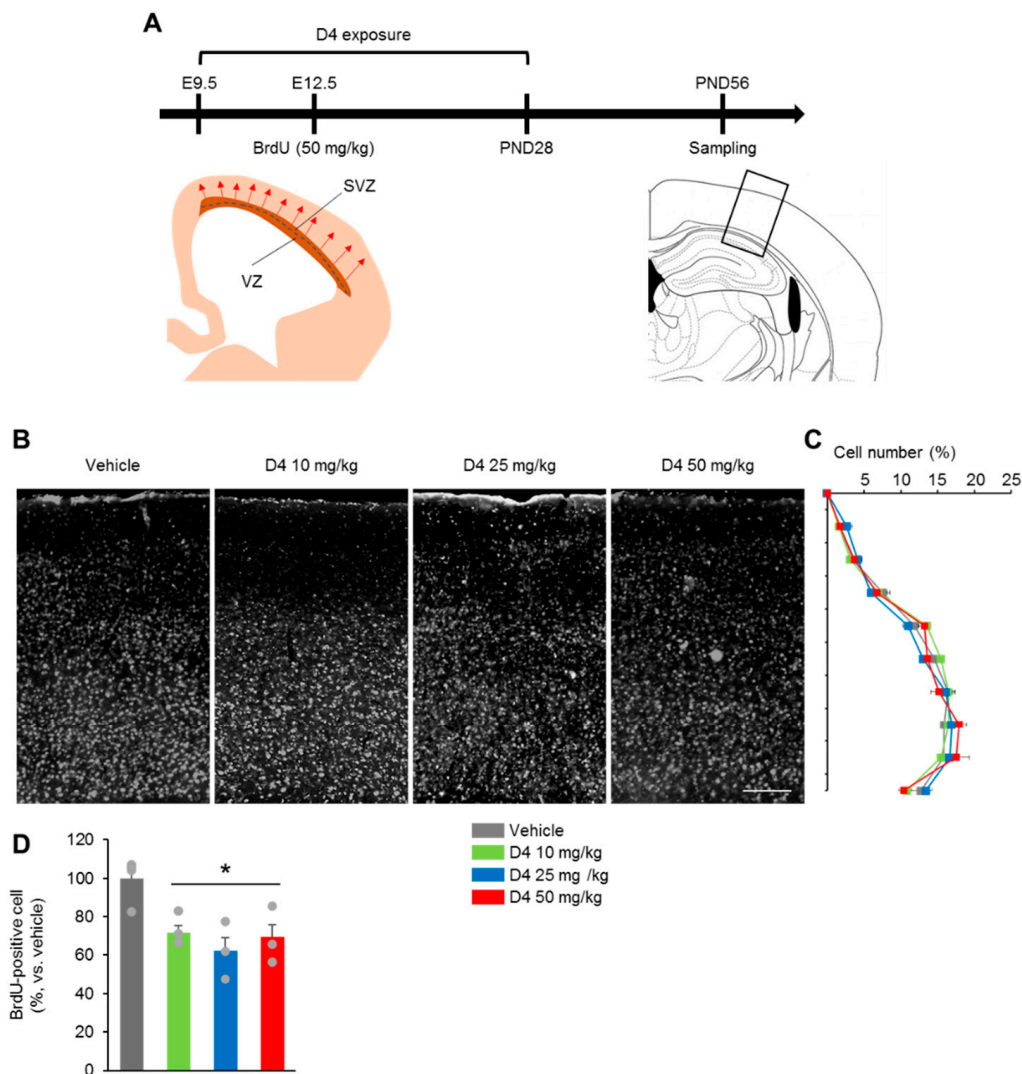 A
D4 exposure
E9.5 E12.5 PND56
BrdU (50 mg/kg) PND28 Sampling
SVZ
VZ
B
Vehicle D4 10 mg/kg D4 25 mg/kg D4 50 mg/kg
C
Cell number (%)
5 10 15 20 25
D
BrdU-positive cell
(%, vs. vehicle)
120
100
80
60
40
20
0
*
Vehicle
D4 10 mg/kg
D4 25 mg /kg
D4 50 mg/kg